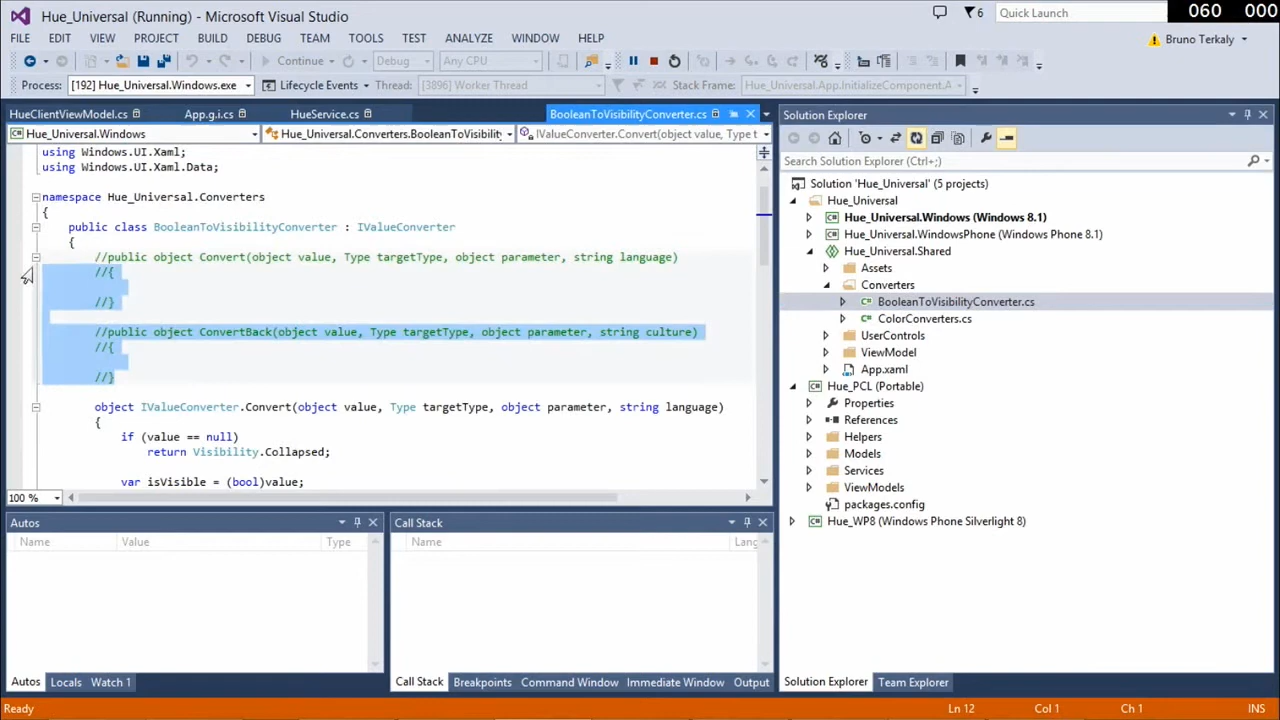 Hue_Universal (Running) - Microsoft Visual Studio
6
Quick Launch
060 000
FILE EDIT VIEW PROJECT BUILD DEBUG TEAM TOOLS TEST ANALYZE WINDOW HELP
Bruno Terkaly
Continue Debug Any CPU
Process: [192] Hue_Universal.Windows.exe Lifecycle Events Thread: [3896] Worker Thread Stack Frame: Hue_Universal.App.InitializeComponent.A
HueClientViewModel.cs App.g.i.cs HueService.cs BooleanToVisibilityConverter.cs
Hue_Universal.Windows Hue_Universal.Converters.BooleanToVisibility IValueConverter.Convert(object value, Type t
using Windows.UI.Xaml;
using Windows.UI.Xaml.Data;
namespace Hue_Universal.Converters
{
public class BooleanToVisibilityConverter : IValueConverter
{
//public object Convert(object value, Type targetType, object parameter, string language)
//{
//}
//public object ConvertBack(object value, Type targetType, object parameter, string culture)
//{
//}
object IValueConverter.Convert(object value, Type targetType, object parameter, string language)
{
if (value == null)
return Visibility.Collapsed;
var isVisible = (bool)value;
100 %
Solution Explorer
Search Solution Explorer (Ctrl+;)
Solution 'Hue_Universal' (5 projects)
Hue_Universal
Hue_Universal.Windows (Windows 8.1)
Hue_Universal.WindowsPhone (Windows Phone 8.1)
Hue_Universal.Shared
Assets
Converters
BooleanToVisibilityConverter.cs
ColorConverters.cs
UserControls
ViewModel
App.xaml
Hue_PCL (Portable)
Properties
References
Helpers
Models
Services
ViewModels
packages.config
Hue_WP8 (Windows Phone Silverlight 8)
Autos
Name Value Type
Call Stack
Name Lang
Autos Locals Watch 1
Call Stack Breakpoints Command Window Immediate Window Output
Solution Explorer Team Explorer
Ready Ln 12 Col 1 Ch 1 INS